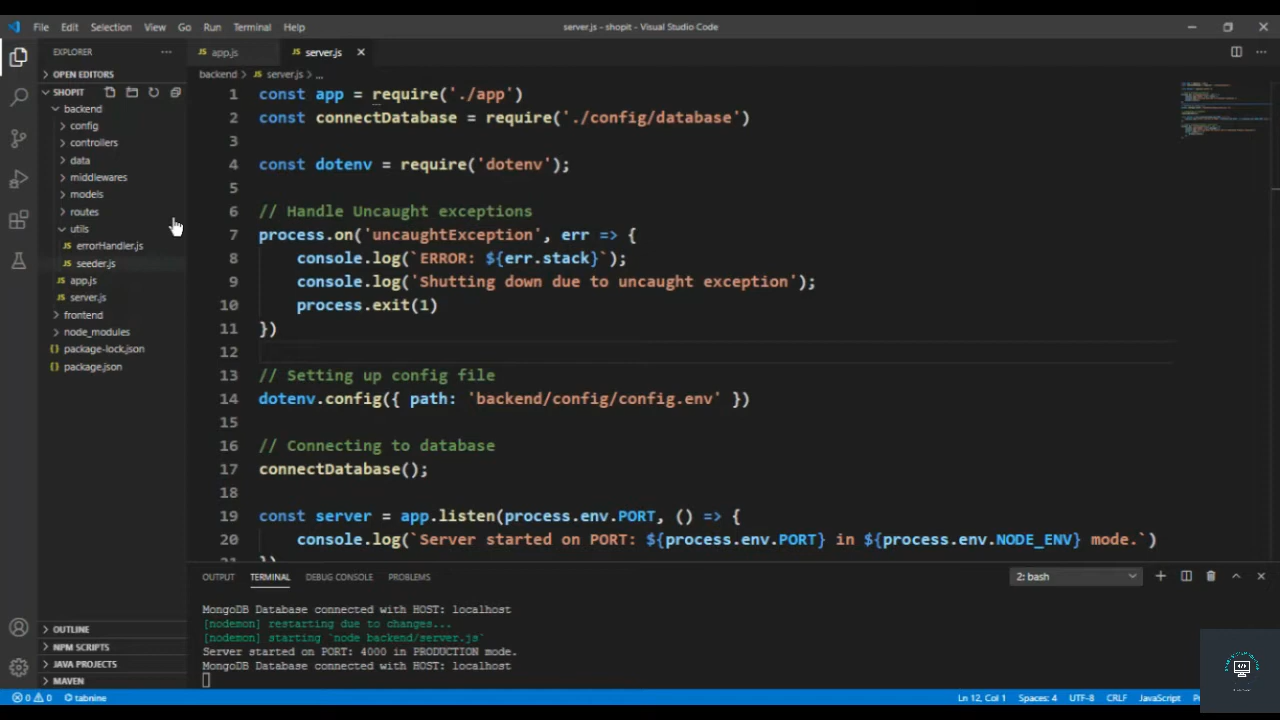 File Edit Selection View Go Run Terminal Help server.js - shopit - Visual Studio Code
EXPLORER ···
OPEN EDITORS
SHOPIT
backend
config
controllers
data
middlewares
models
routes
utils
JS errorHandler.js
JS seeder.js
JS app.js
JS server.js
frontend
node_modules
{} package-lock.json
{} package.json
OUTLINE
NPM SCRIPTS
JAVA PROJECTS
MAVEN
JS app.js JS server.js
backend > JS server.js > ...
1 const app = require('./app')
2 const connectDatabase = require('./config/database')
3
4 const dotenv = require('dotenv');
5
6 // Handle Uncaught exceptions
7 process.on('uncaughtException', err => {
8 console.log(`ERROR: ${err.stack}`);
9 console.log('Shutting down due to uncaught exception');
10 process.exit(1)
11 })
12
13 // Setting up config file
14 dotenv.config({ path: 'backend/config/config.env' })
15
16 // Connecting to database
17 connectDatabase();
18
19 const server = app.listen(process.env.PORT, () => {
20 console.log(`Server started on PORT: ${process.env.PORT} in ${process.env.NODE_ENV} mode.`)
OUTPUT TERMINAL DEBUG CONSOLE PROBLEMS 2: bash
MongoDB Database connected with HOST: localhost
[nodemon] restarting due to changes...
[nodemon] starting `node backend/server.js`
Server started on PORT: 4000 in PRODUCTION mode.
MongoDB Database connected with HOST: localhost
0 0 tabnine Ln 12, Col 1 Spaces: 4 UTF-8 CRLF JavaScript